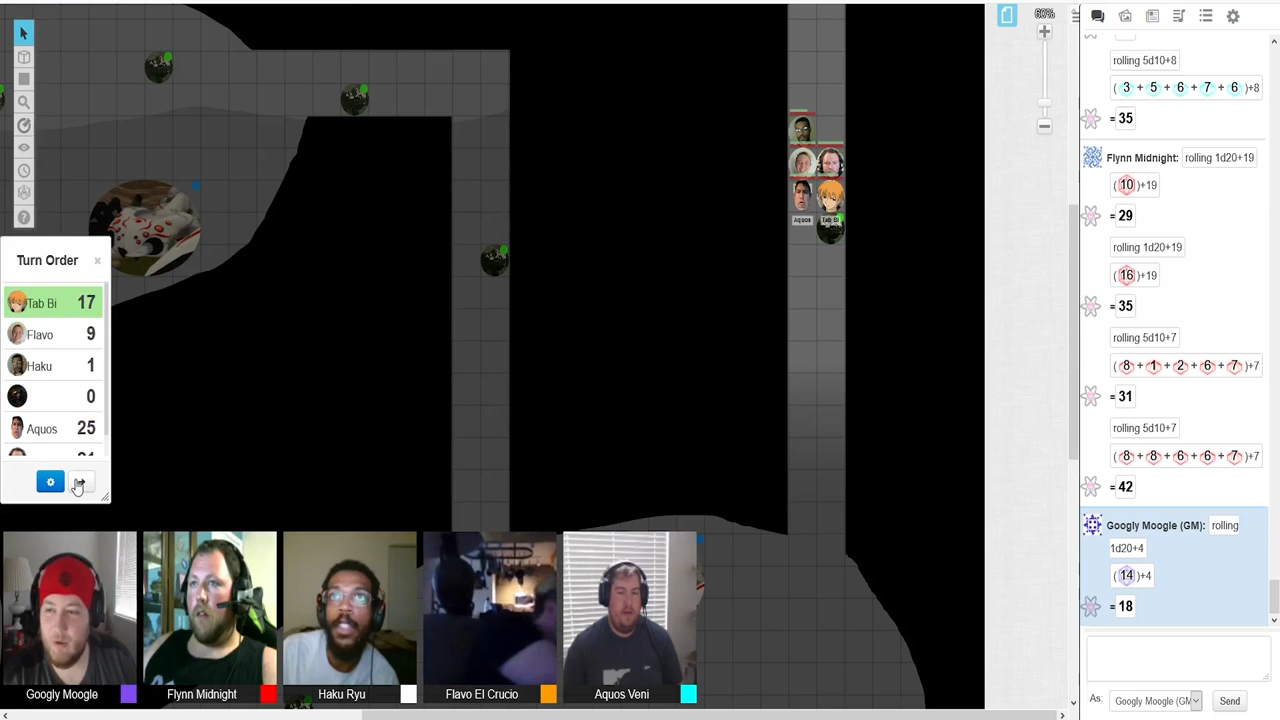 60%
rolling 5d10+8
(3+5+6+7+6)+8
= 35
Flynn Midnight: rolling 1d20+19
(10)+19
= 29
rolling 1d20+19
(16)+19
= 35
rolling 5d10+7
(8+1+2+6+7)+7
= 31
rolling 5d10+7
(8+8+6+6+7)+7
= 42
Googly Moogle (GM): rolling
1d20+4
(14)+4
= 18
As: Googly Moogle (GM Send
Aquos Tab Bi
Turn Order ×
Tab Bi 17
Flavo 9
Haku 1
0
Aquos 25
Googly Moogle
Flynn Midnight
Haku Ryu
Flavo El Crucio
Aquos Veni